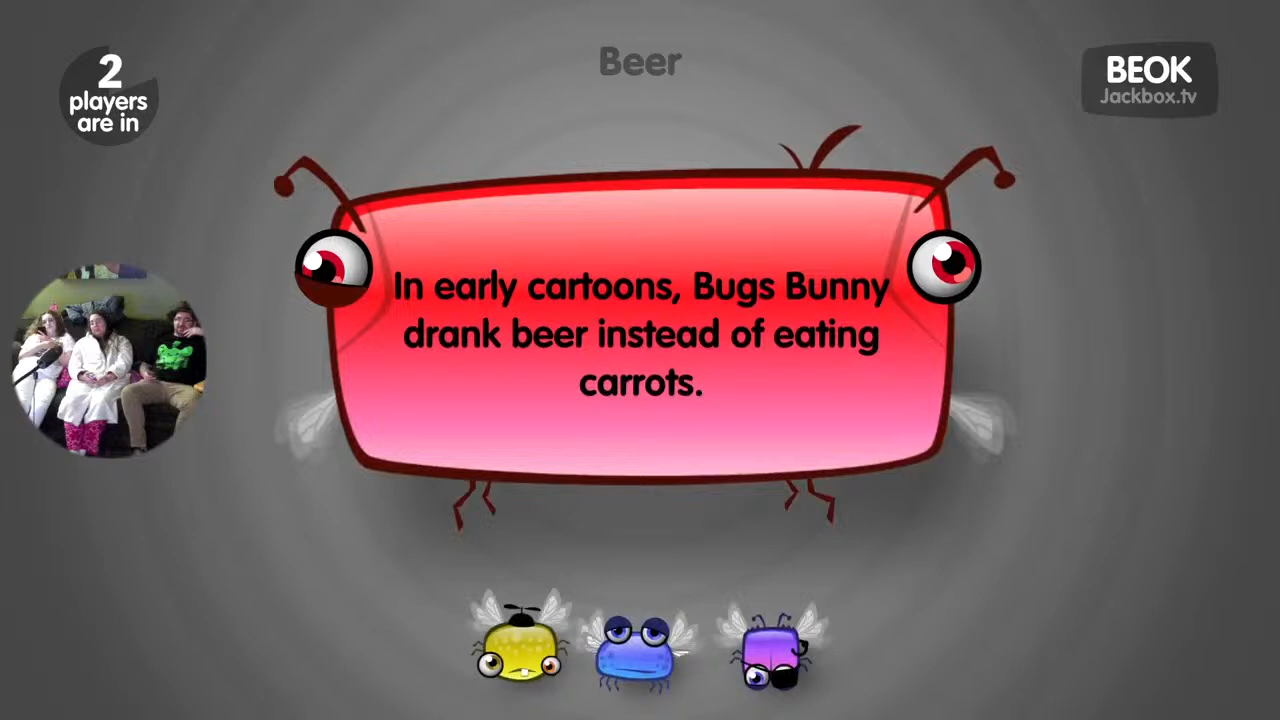 Beer
2
players
are in
BEOK
Jackbox.tv
In early cartoons, Bugs Bunny
drank beer instead of eating
carrots.